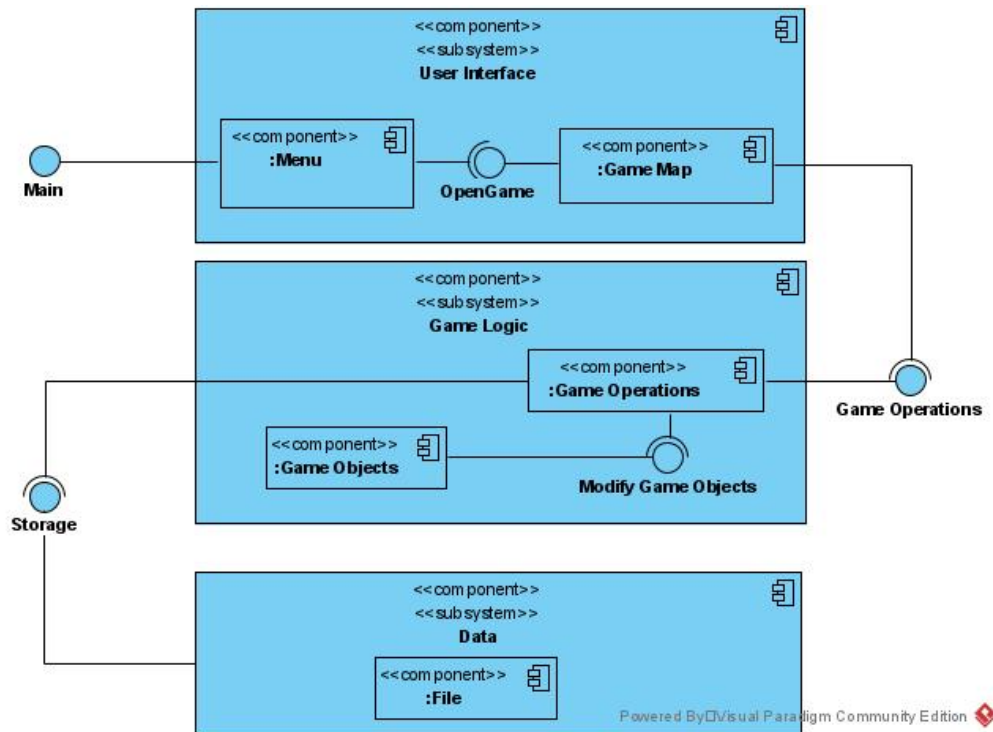 <<component>>
<<subsystem>>
User Interface
<<component>>
:Menu
<<component>>
:Game Map
Main
OpenGame
<<component>>
<<subsystem>>
Game Logic
<<component>>
:Game Operations
Game Operations
<<component>>
:Game Objects
Modify Game Objects
Storage
<<component>>
<<subsystem>>
Data
<<component>>
:File
Powered By□Visual Paradigm Community Edition